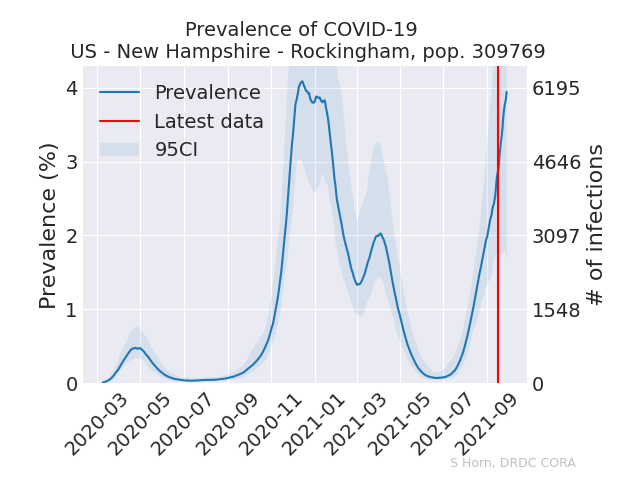 Prevalence of COVID-19
US - New Hampshire - Rockingham, pop. 309769
Prevalence
Latest data
95CI
Prevalence (%)
4
3
2
1
0
6195
4646
3097
1548
0
# of infections
2020-03
2020-05
2020-07
2020-09
2020-11
2021-01
2021-03
2021-05
2021-07
2021-09
S Horn, DRDC CORA